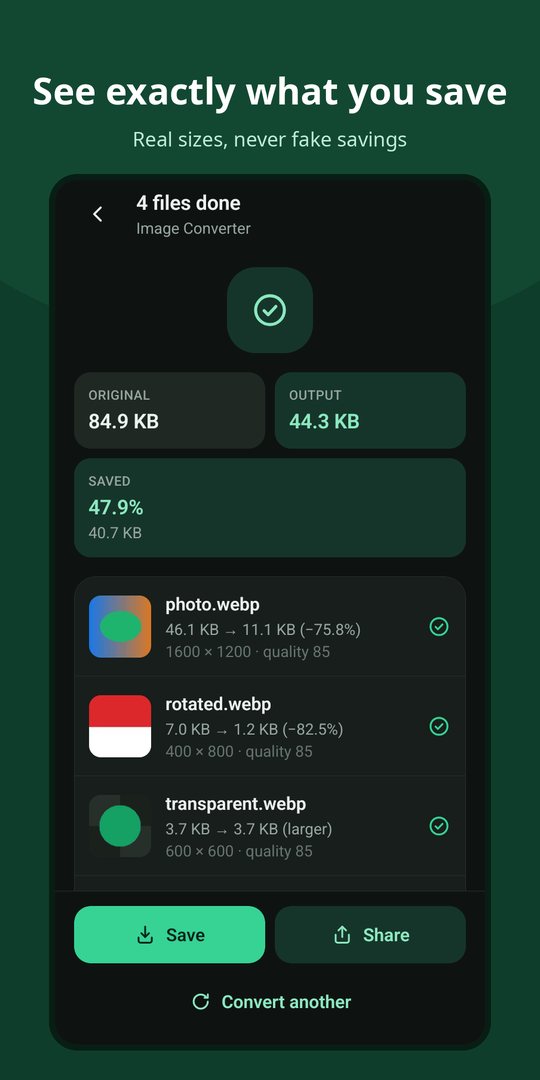 See exactly what you save
Real sizes, never fake savings
4 files done
Image Converter
ORIGINAL
84.9 KB
OUTPUT
44.3 KB
SAVED
47.9%
40.7 KB
photo.webp
46.1 KB → 11.1 KB (−75.8%)
1600 × 1200 · quality 85
rotated.webp
7.0 KB → 1.2 KB (−82.5%)
400 × 800 · quality 85
transparent.webp
3.7 KB → 3.7 KB (larger)
600 × 600 · quality 85
Save
Share
Convert another